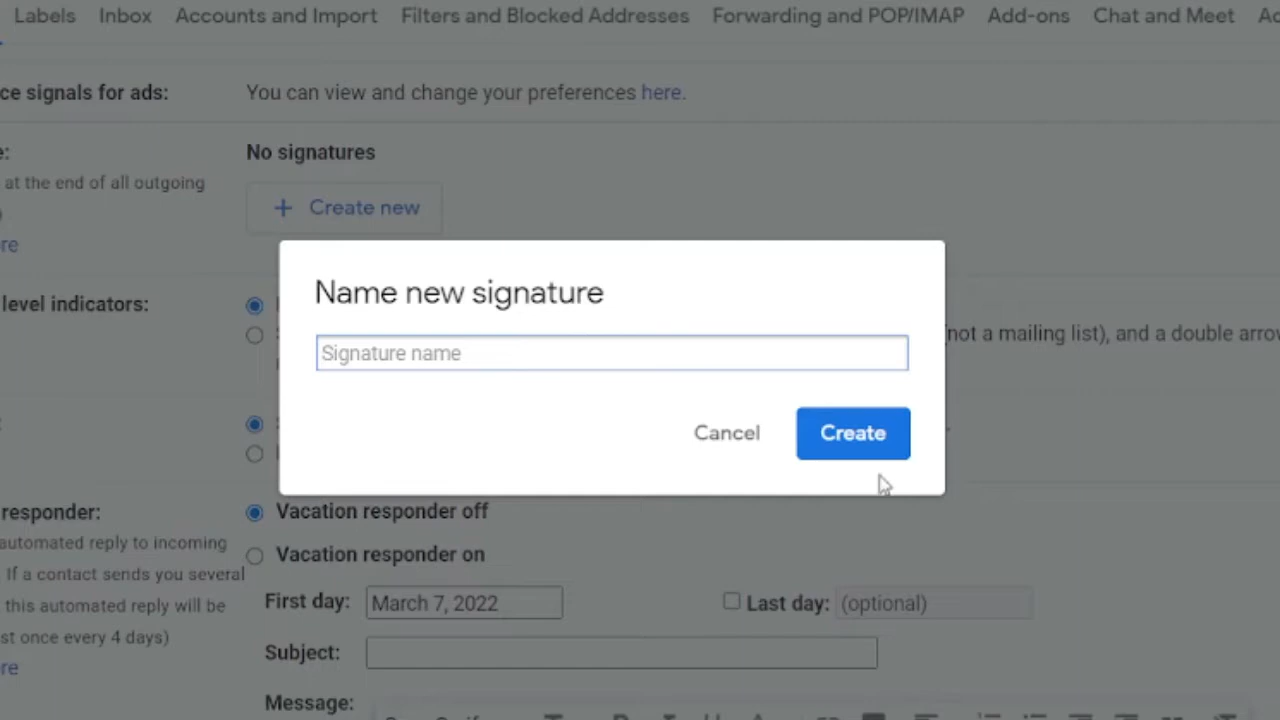 Labels Inbox Accounts and Import Filters and Blocked Addresses Forwarding and POP/IMAP Add-ons Chat and Meet
ce signals for ads: You can view and change your preferences here.
e: No signatures
at the end of all outgoing
+ Create new
)
re
Name new signature
level indicators:
(not a mailing list), and a double arrow
Signature name
Cancel Create
responder: Vacation responder off
automated reply to incoming
Vacation responder on
If a contact sends you several
this automated reply will be
First day: March 7, 2022 Last day: (optional)
st once every 4 days)
Subject:
re
Message: